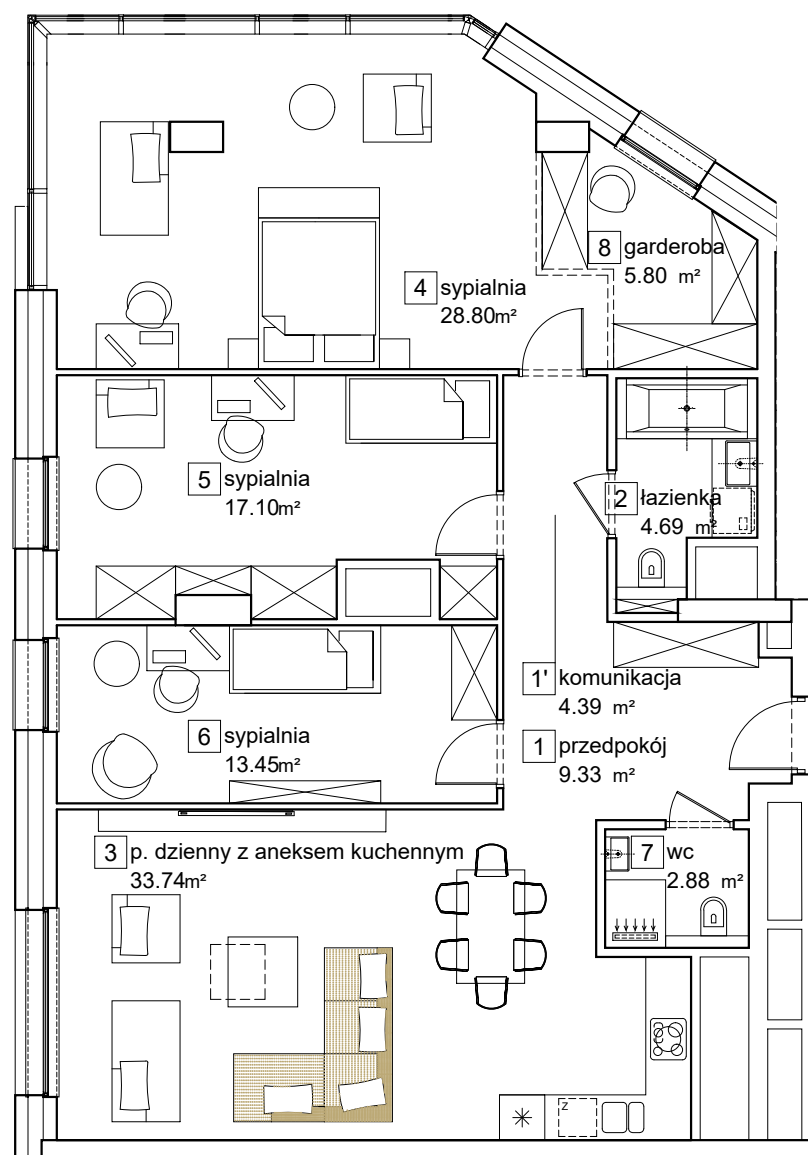 8 garderoba
5.80 m²
4 sypialnia
28.80m²
5 sypialnia
17.10m²
2 łazienka
4.69 m²
1' komunikacja
4.39 m²
6 sypialnia
13.45m²
1 przedpokój
9.33 m²
3 p. dzienny z aneksem kuchennym
33.74m²
7 wc
2.88 m²
z